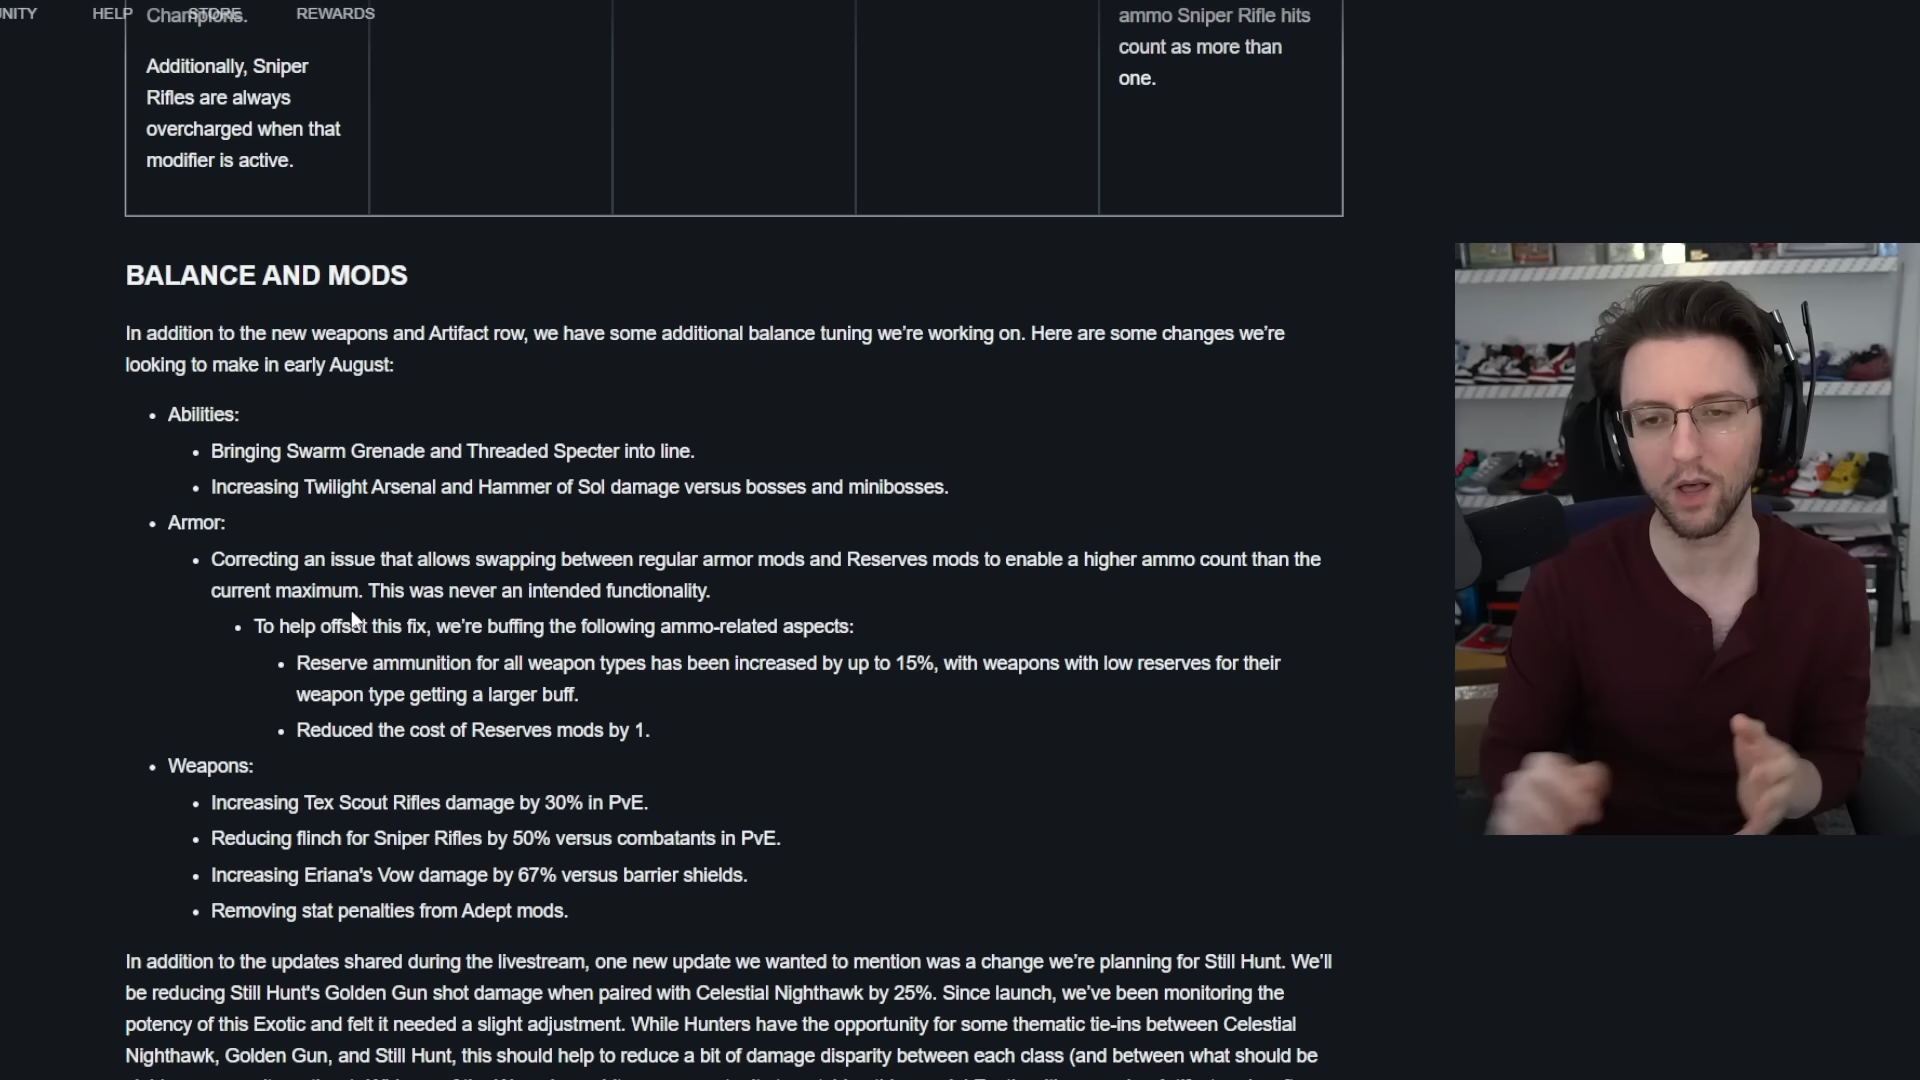 NITY HELP STORE REWARDS
Champions.
Additionally, Sniper
Rifles are always
overcharged when that
modifier is active.
ammo Sniper Rifle hits
count as more than
one.
BALANCE AND MODS
In addition to the new weapons and Artifact row, we have some additional balance tuning we're working on. Here are some changes we're
looking to make in early August:
• Abilities:
• Bringing Swarm Grenade and Threaded Specter into line.
• Increasing Twilight Arsenal and Hammer of Sol damage versus bosses and minibosses.
• Armor:
• Correcting an issue that allows swapping between regular armor mods and Reserves mods to enable a higher ammo count than the
current maximum. This was never an intended functionality.
• To help offset this fix, we're buffing the following ammo-related aspects:
• Reserve ammunition for all weapon types has been increased by up to 15%, with weapons with low reserves for their
weapon type getting a larger buff.
• Reduced the cost of Reserves mods by 1.
• Weapons:
• Increasing Tex Scout Rifles damage by 30% in PvE.
• Reducing flinch for Sniper Rifles by 50% versus combatants in PvE.
• Increasing Eriana's Vow damage by 67% versus barrier shields.
• Removing stat penalties from Adept mods.
In addition to the updates shared during the livestream, one new update we wanted to mention was a change we're planning for Still Hunt. We'll
be reducing Still Hunt's Golden Gun shot damage when paired with Celestial Nighthawk by 25%. Since launch, we've been monitoring the
potency of this Exotic and felt it needed a slight adjustment. While Hunters have the opportunity for some thematic tie-ins between Celestial
Nighthawk, Golden Gun, and Still Hunt, this should help to reduce a bit of damage disparity between each class (and between what should be